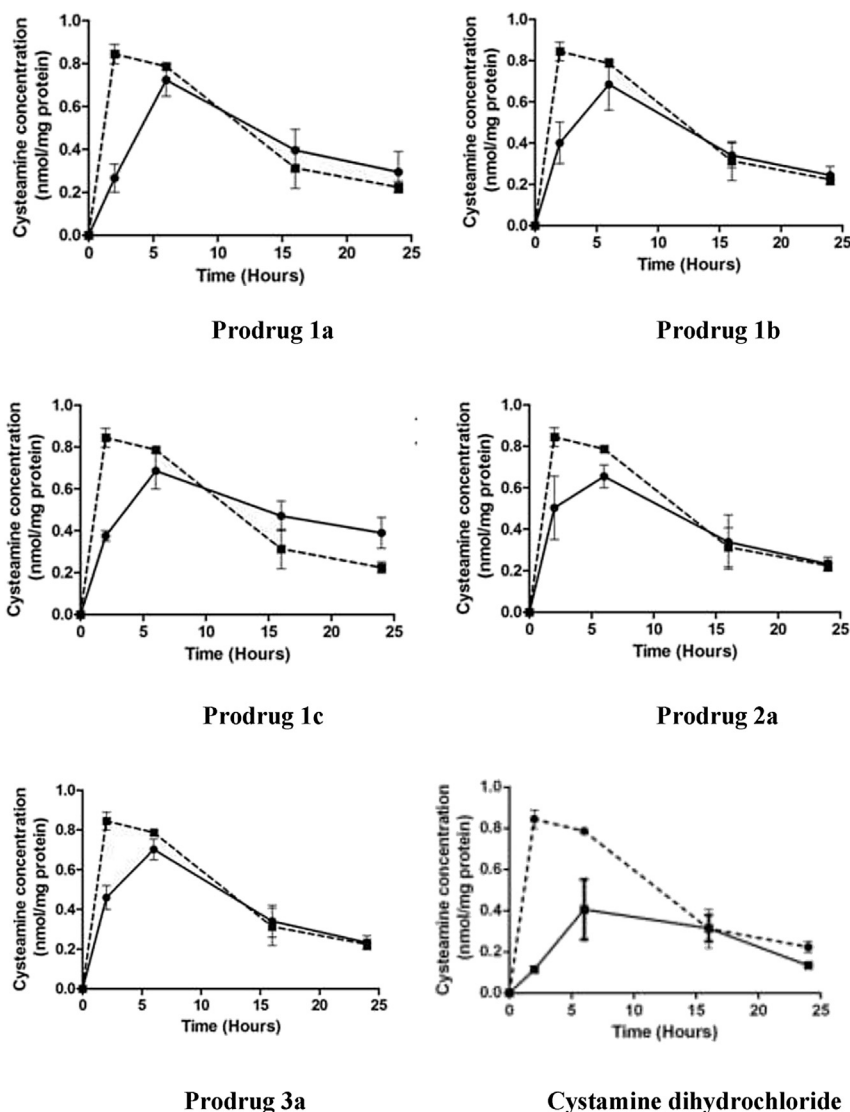 Cysteamine concentration
(nmol/mg protein)
1.0
0.8
0.6
0.4
0.2
0.0
0 5 10 15 20 25
Time (Hours)
Prodrug 1a
Cysteamine concentration
(nmol/mg protein)
1.0
0.8
0.6
0.4
0.2
0.0
0 5 10 15 20 25
Time (Hours)
Prodrug 1b
Cysteamine concentration
(nmol/mg protein)
1.0
0.8
0.6
0.4
0.2
0.0
0 5 10 15 20 25
Time (Hours)
Prodrug 1c
Cysteamine concentration
(nmol/mg protein)
1.0
0.8
0.6
0.4
0.2
0.0
0 5 10 15 20 25
Time (Hours)
Prodrug 2a
Cysteamine concentration
(nmol/mg protein)
1.0
0.8
0.6
0.4
0.2
0.0
0 5 10 15 20 25
Time (Hours)
Prodrug 3a
Cysteamine concentration
(nmol/mg protein)
1.0
0.8
0.6
0.4
0.2
0.0
0 5 10 15 20 25
Time (Hours)
Cystamine dihydrochloride